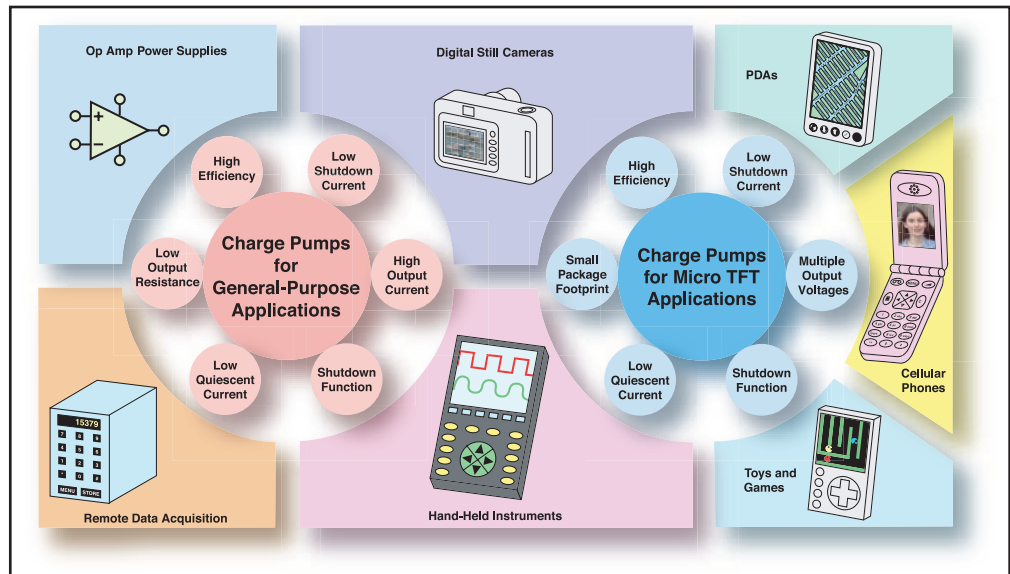 Op Amp Power Supplies
Digital Still Cameras
PDAs
High
Efficiency
Low
Shutdown
Current
Low
Output
Resistance
Charge Pumps
for
General-Purpose
Applications
High
Output
Current
Low
Quiescent
Current
Shutdown
Function
High
Efficiency
Low
Shutdown
Current
Small
Package
Footprint
Charge Pumps
for Micro TFT
Applications
Multiple
Output
Voltages
Low
Quiescent
Current
Shutdown
Function
Cellular
Phones
15379
MENU STORE
Remote Data Acquisition
Hand-Held Instruments
Toys and
Games